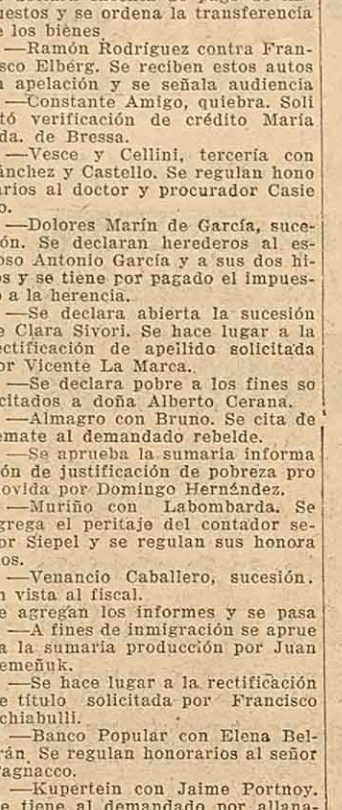 uestos y se ordena la transferencia
e los bienes
—Ramón Rodríguez contra Fran-
sco Elbérg. Se reciben estos autos
n apelación y se señala audiencia
—Constante Amigo, quiebra. Soli
tó verificación de crédito María
da. de Bressa.
—Vesce y Cellini, tercería con
ánchez y Castello. Se regulan hono
arios al doctor y procurador Casie
o.
—Dolores Marín de García, suce-
ón. Se declaran herederos al es-
oso Antonio García y a sus dos hi-
os y se tiene por pagado el impues-
o a la herencia.
—Se declara abierta la sucesión
e Clara Sivori. Se hace lugar a la
ectificación de apellido solicitada
or Vicente La Marca.
—Se declara pobre a los fines so
citados a doña Alberto Cerana.
—Almagro con Bruno. Se cita de
emate al demandado rebelde.
—Se aprueba la sumaria informa
ón de justificación de pobreza pro
ovida por Domingo Hernández.
—Muriño con Labombarda. Se
grega el peritaje del contador se-
or Siepel y se regulan sus honora
os.
—Venancio Caballero, sucesión.
n vista al fiscal.
e agregan los informes y se pasa
—A fines de inmigración se aprue
a la sumaria producción por Juan
emeñuk.
—Se hace lugar a la rectificación
e título solicitada por Francisco
chiabulli.
—Banco Popular con Elena Bel-
rán. Se regulan honorarios al señor
agnacco.
—Kupertein con Jaime Portnoy.
e tiene al demandado por allana-